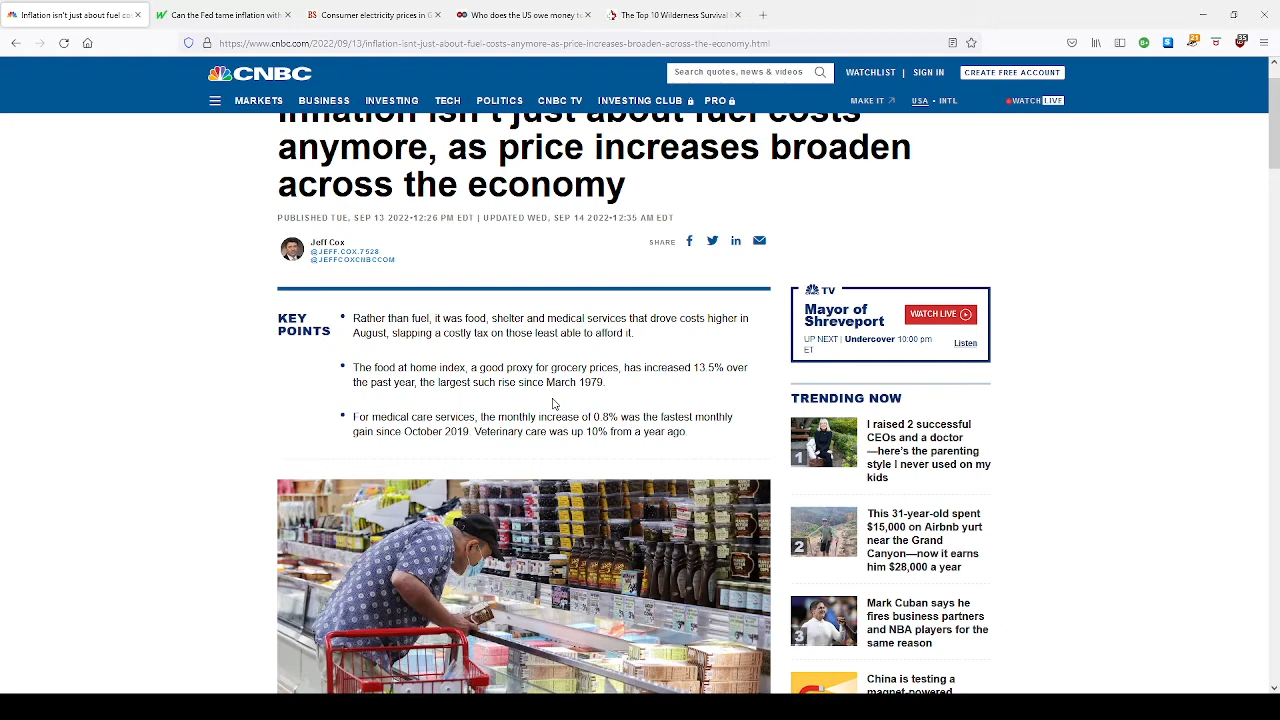 Inflation isn't just about fuel co
Can the Fed tame inflation with
Consumer electricity prices in G
Who does the US owe money to
The Top 10 Wilderness Survival
https://www.cnbc.com/2022/09/13/inflation-isnt-just-about-fuel-costs-anymore-as-price-increases-broaden-across-the-economy.html
CNBC
Search quotes, news & videos
WATCHLIST | SIGN IN
CREATE FREE ACCOUNT
MARKETS BUSINESS INVESTING TECH POLITICS CNBC TV INVESTING CLUB PRO
MAKE IT USA • INTL
WATCH LIVE
Inflation isn't just about fuel costs
anymore, as price increases broaden
across the economy
PUBLISHED TUE, SEP 13 2022•12:26 PM EDT | UPDATED WED, SEP 14 2022•12:35 AM EDT
Jeff Cox
@JEFF.COX.7528
@JEFFCOXCNBCCOM
SHARE
KEY
POINTS
Rather than fuel, it was food, shelter and medical services that drove costs higher in
August, slapping a costly tax on those least able to afford it.
The food at home index, a good proxy for grocery prices, has increased 13.5% over
the past year, the largest such rise since March 1979.
For medical care services, the monthly increase of 0.8% was the fastest monthly
gain since October 2019. Veterinary care was up 10% from a year ago.
TV
Mayor of
Shreveport
WATCH LIVE
UP NEXT | Undercover 10:00 pm
ET
Listen
TRENDING NOW
1
I raised 2 successful
CEOs and a doctor
—here's the parenting
style I never used on my
kids
2
This 31-year-old spent
$15,000 on Airbnb yurt
near the Grand
Canyon—now it earns
him $28,000 a year
3
Mark Cuban says he
fires business partners
and NBA players for the
same reason
China is testing a
magnet-powered